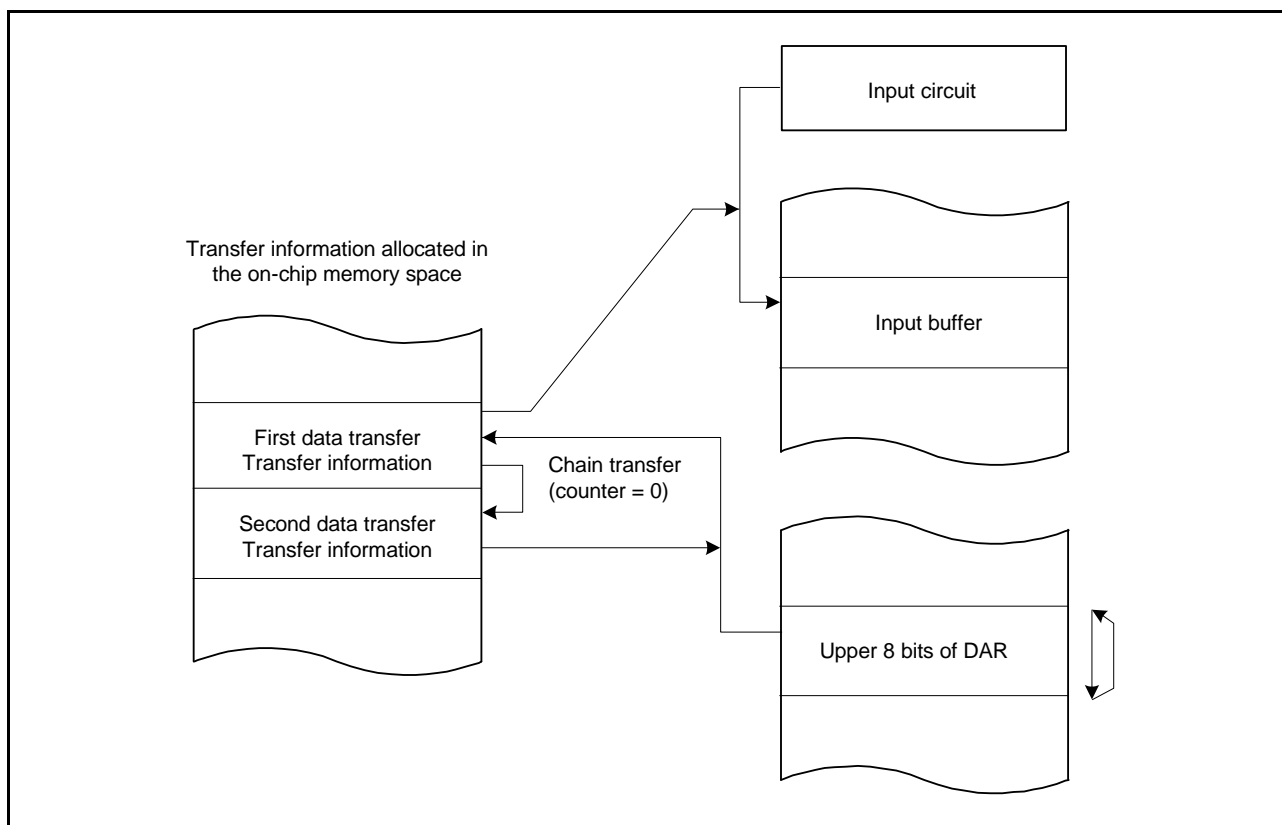 Input circuit
Transfer information allocated in
the on-chip memory space
Input buffer
First data transfer
Transfer information
Chain transfer
(counter = 0)
Second data transfer
Transfer information
Upper 8 bits of DAR